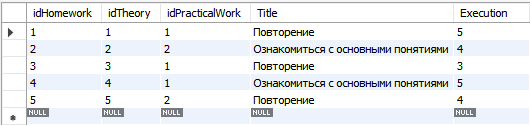 idHomework idTheory idPracticalWork Title Execution
1 1 1 Повторение 5
2 2 2 Ознакомиться с основными понятиями 4
3 3 1 Повторение 3
4 4 1 Ознакомиться с основными понятиями 5
5 5 2 Повторение 4
NULL NULL NULL NULL NULL